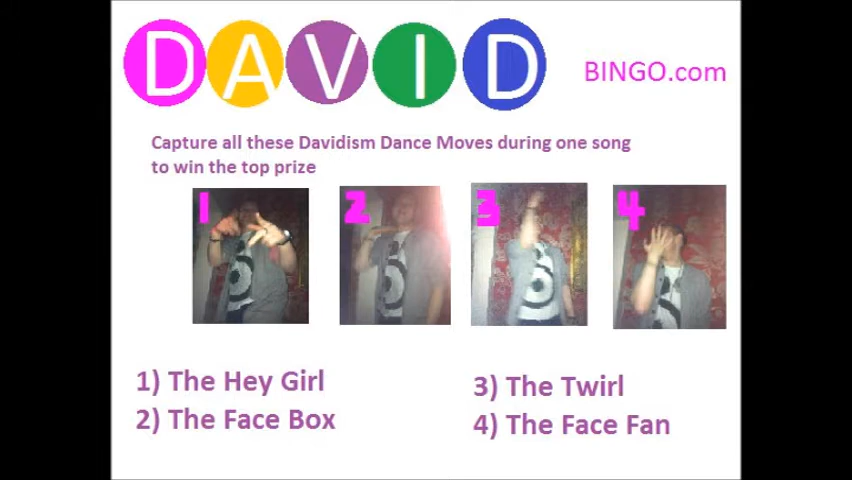 DAVID BINGO.com
Capture all these Davidism Dance Moves during one song
to win the top prize
1 2 3 4
1) The Hey Girl
2) The Face Box
3) The Twirl
4) The Face Fan